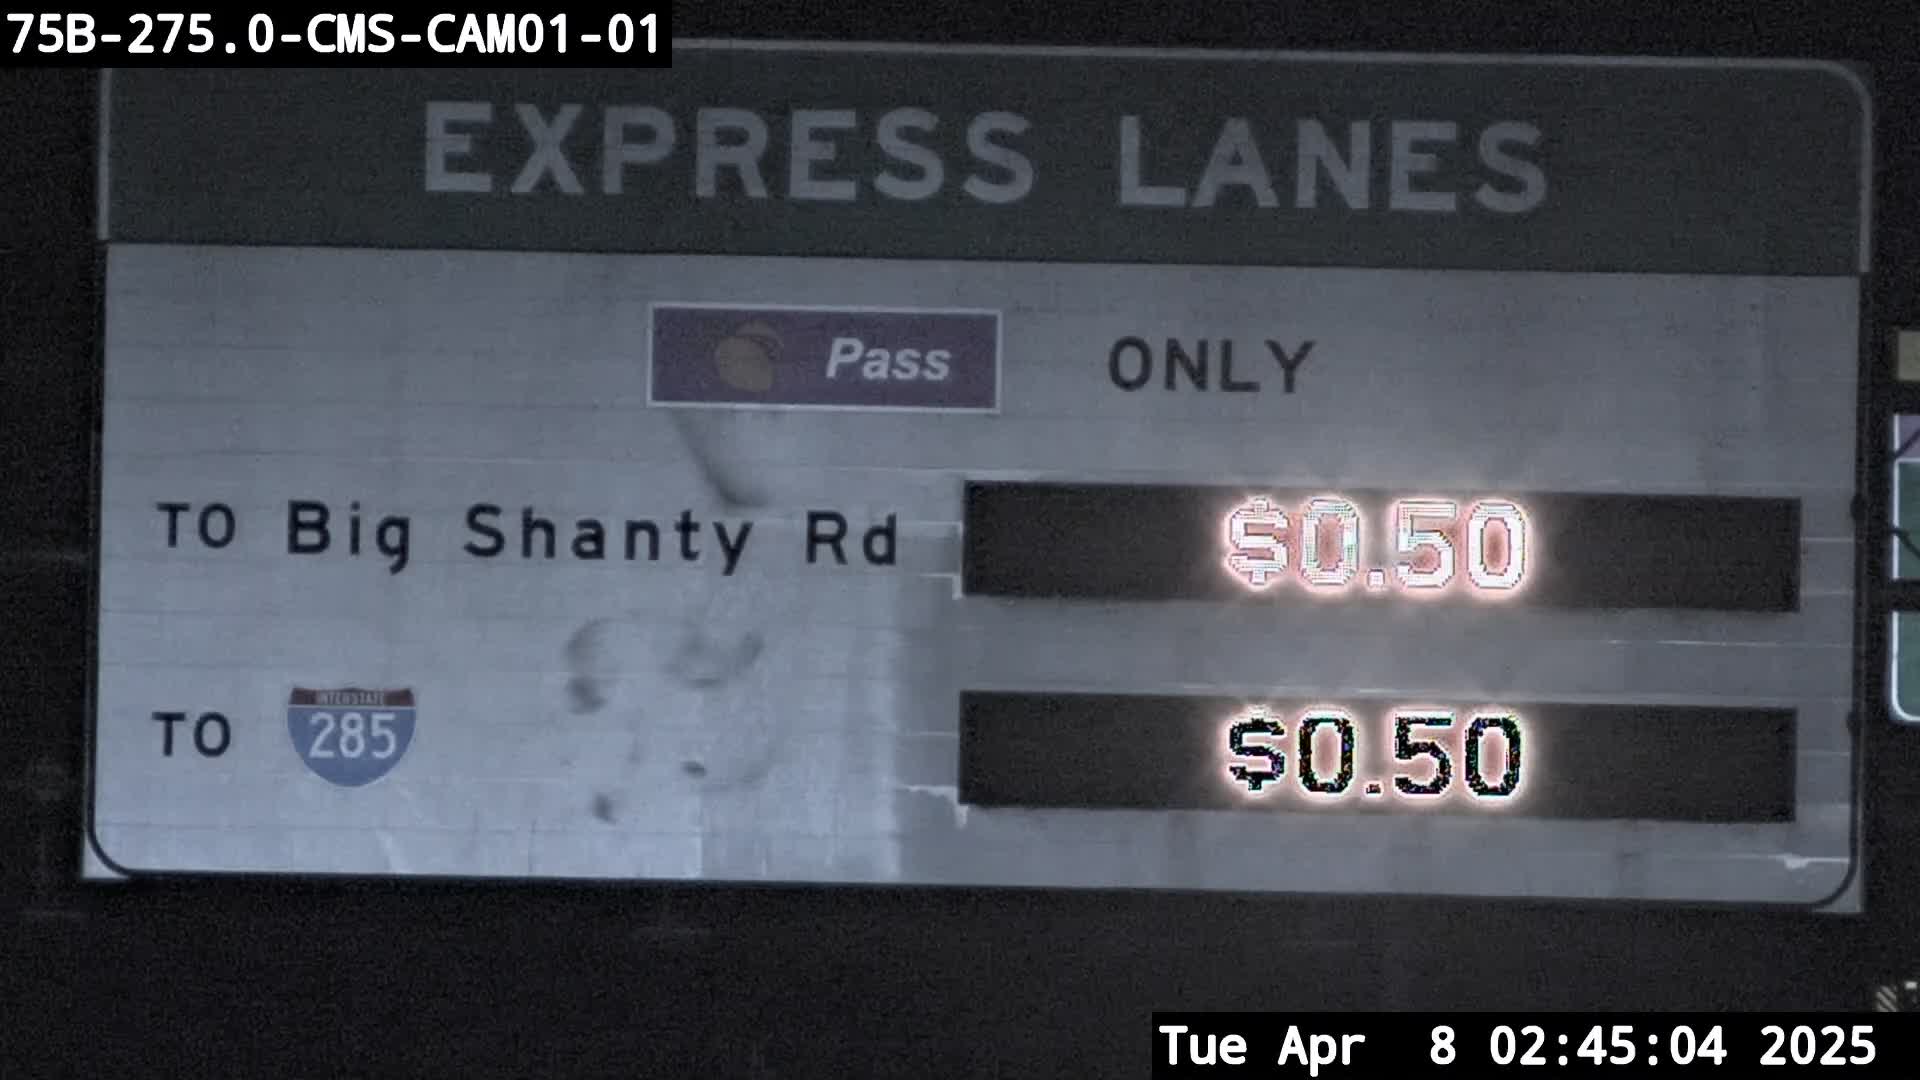 75B-275.0-CMS-CAM01-01
EXPRESS LANES
Pass ONLY
TO Big Shanty Rd $0.50
TO INTERSTATE 285 $0.50
Tue Apr 8 02:45:04 2025